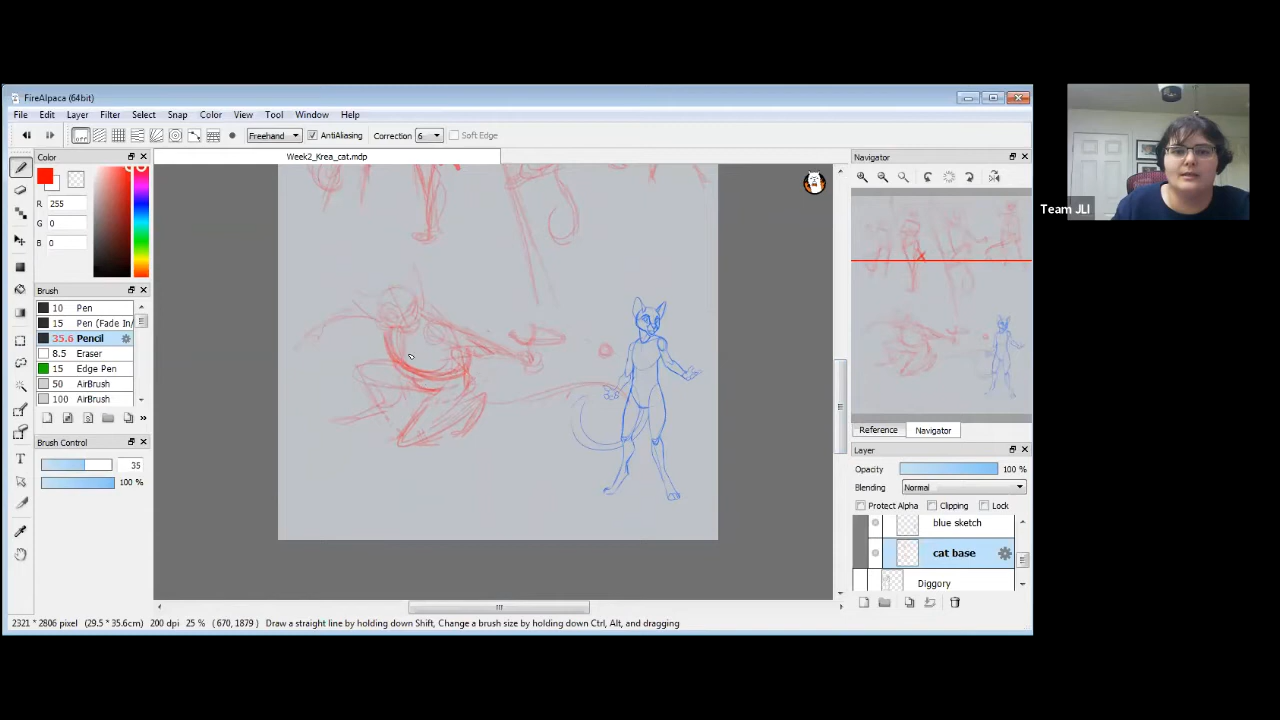 FireAlpaca (64bit)
File Edit Layer Filter Select Snap Color View Tool Window Help
Freehand AntiAliasing Correction 6 Soft Edge
Color
Week2_Krea_cat.mdp
Navigator
R 255
G 0
B 0
Team JLI
Brush
10 Pen
15 Pen (Fade In/
35.6 Pencil
8.5 Eraser
15 Edge Pen
50 AirBrush
100 AirBrush
Brush Control
35
100 %
Reference Navigator
Layer
Opacity 100 %
Blending Normal
Protect Alpha Clipping Lock
blue sketch
cat base
Diggory
2321 * 2806 pixel (29.5 * 35.6cm) 200 dpi 25 % ( 670, 1879 ) Draw a straight line by holding down Shift, Change a brush size by holding down Ctrl, Alt, and dragging